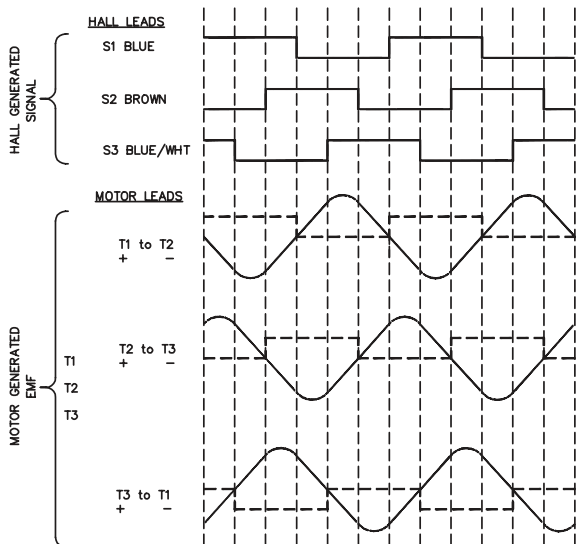 HALL LEADS
S1 BLUE
S2 BROWN
S3 BLUE/WHT
HALL GENERATED
SIGNAL
MOTOR LEADS
T1 to T2
+ −
T2 to T3
+ −
T3 to T1
+ −
MOTOR GENERATED
EMF
T1
T2
T3